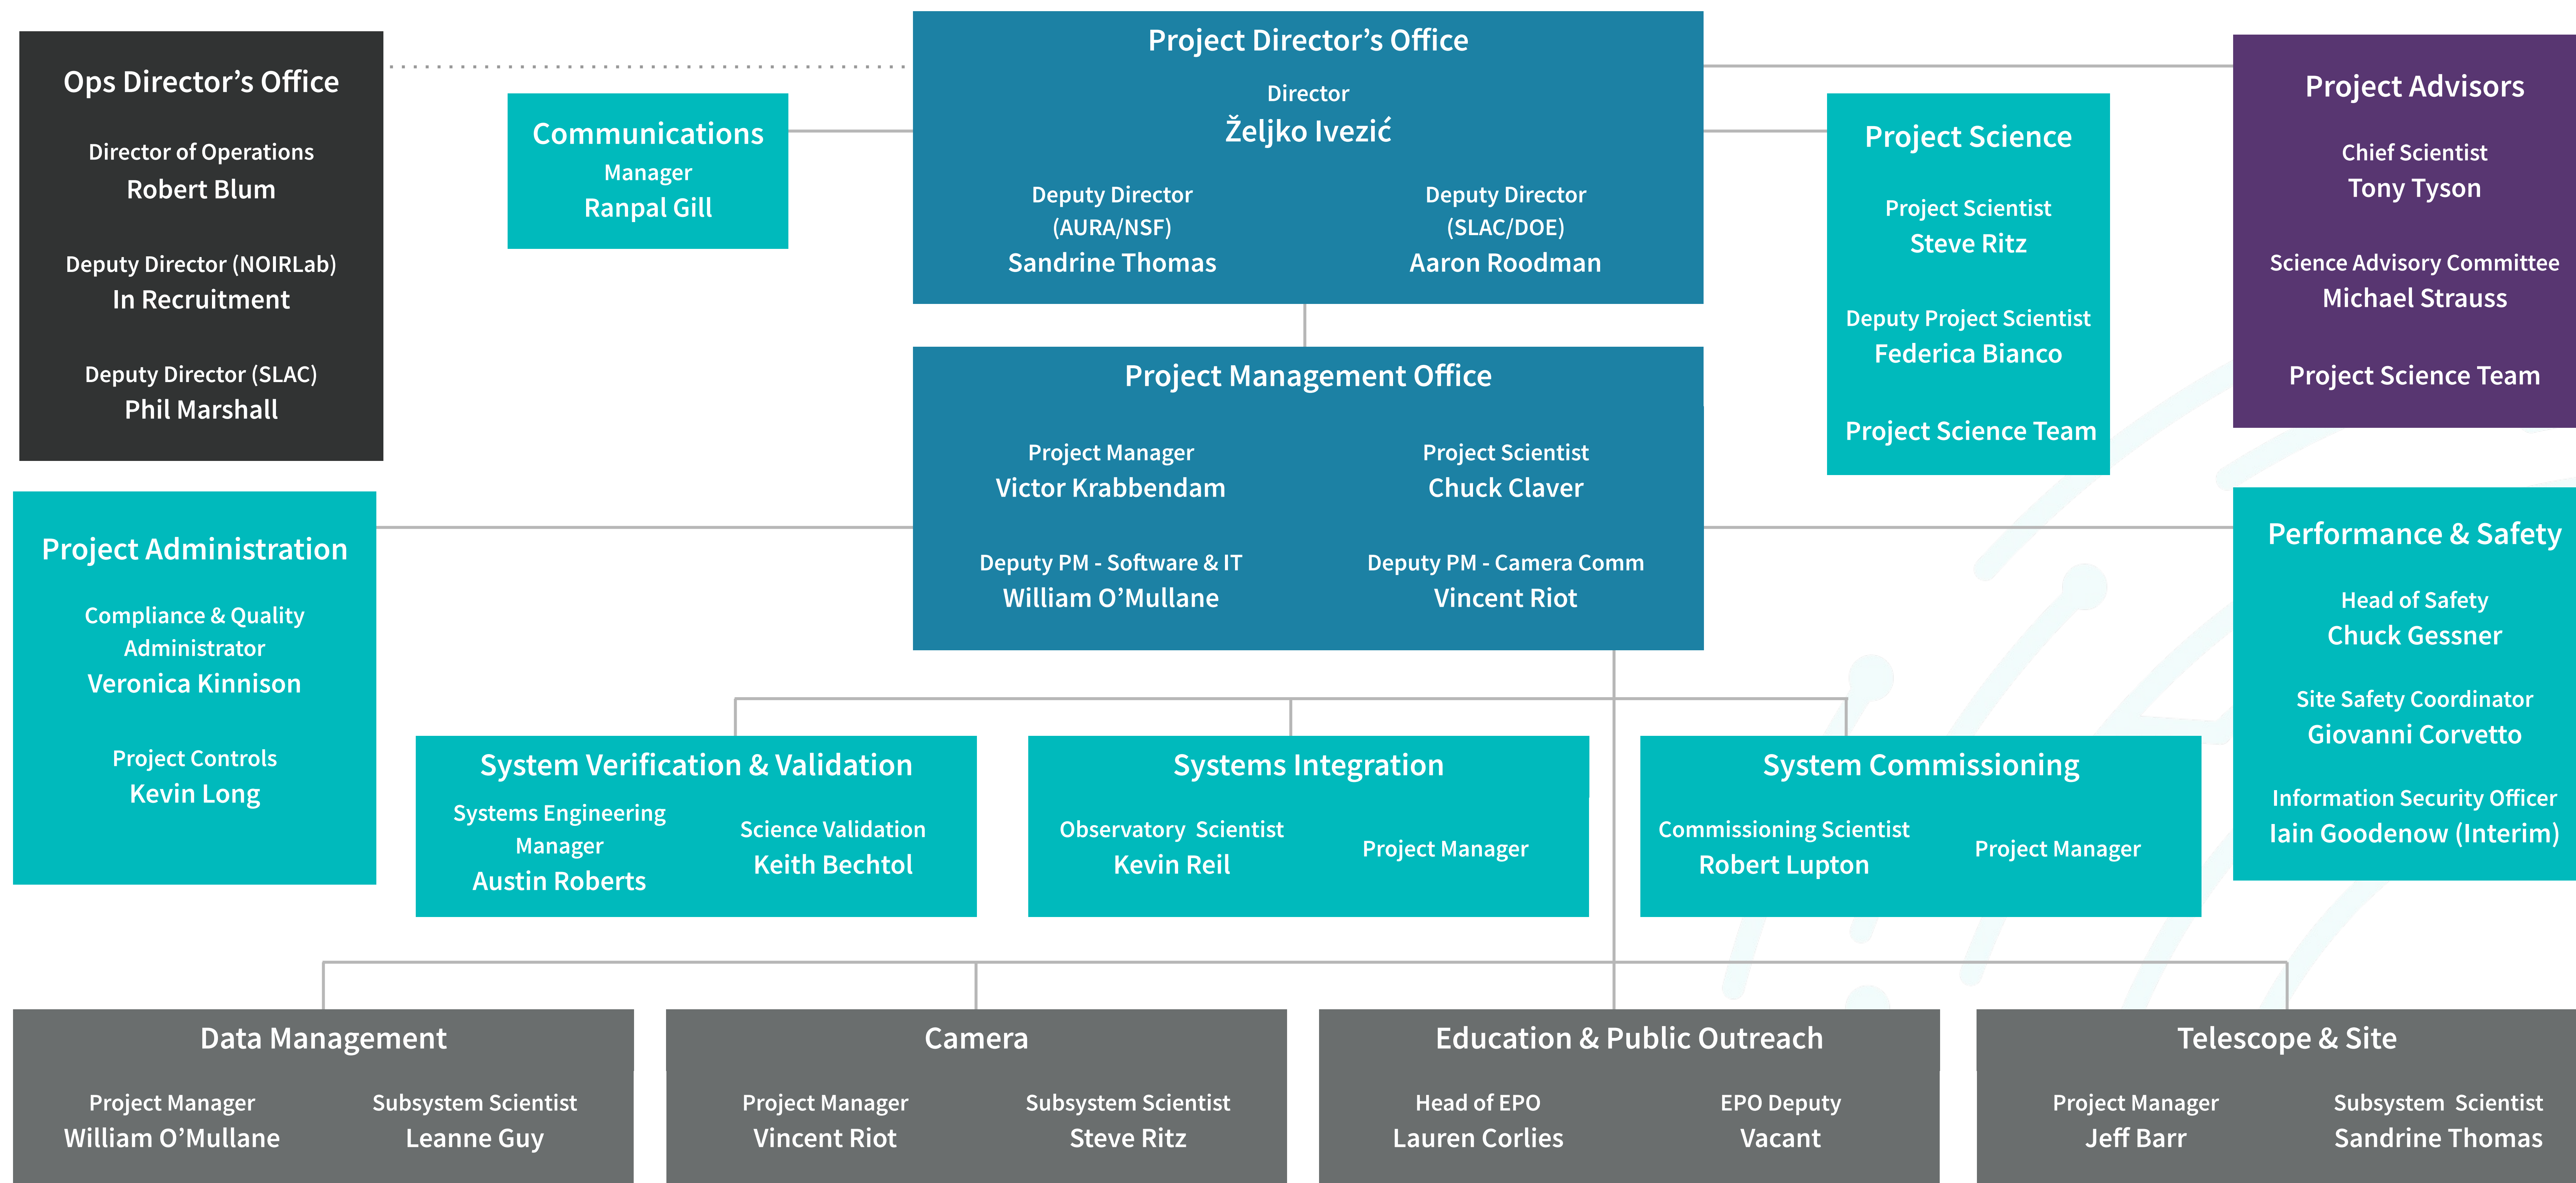 Ops Director’s Office
Director of Operations
Robert Blum
Deputy Director (NOIRLab)
In Recruitment
Deputy Director (SLAC)
Phil Marshall
Communications
Manager
Ranpal Gill
Project Director’s Office
Director
Željko Ivezić
Deputy Director
(AURA/NSF)
Sandrine Thomas
Deputy Director
(SLAC/DOE)
Aaron Roodman
Project Science
Project Scientist
Steve Ritz
Deputy Project Scientist
Federica Bianco
Project Science Team
Project Advisors
Chief Scientist
Tony Tyson
Science Advisory Committee
Michael Strauss
Project Science Team
Project Management Office
Project Manager
Victor Krabbendam
Project Scientist
Chuck Claver
Deputy PM - Software & IT
William O’Mullane
Deputy PM - Camera Comm
Vincent Riot
Project Administration
Compliance & Quality
Administrator
Veronica Kinnison
Project Controls
Kevin Long
Performance & Safety
Head of Safety
Chuck Gessner
Site Safety Coordinator
Giovanni Corvetto
Information Security Officer
Iain Goodenow (Interim)
System Verification & Validation
Systems Engineering
Manager
Austin Roberts
Science Validation
Keith Bechtol
Systems Integration
Observatory  Scientist
Kevin Reil
Project Manager
System Commissioning
Commissioning Scientist
Robert Lupton
Project Manager
Data Management
Project Manager
William O’Mullane
Subsystem Scientist
Leanne Guy
Camera
Project Manager
Vincent Riot
Subsystem Scientist
Steve Ritz
Education & Public Outreach
Head of EPO
Lauren Corlies
EPO Deputy
Vacant
Telescope & Site
Project Manager
Jeff Barr
Subsystem  Scientist
Sandrine Thomas